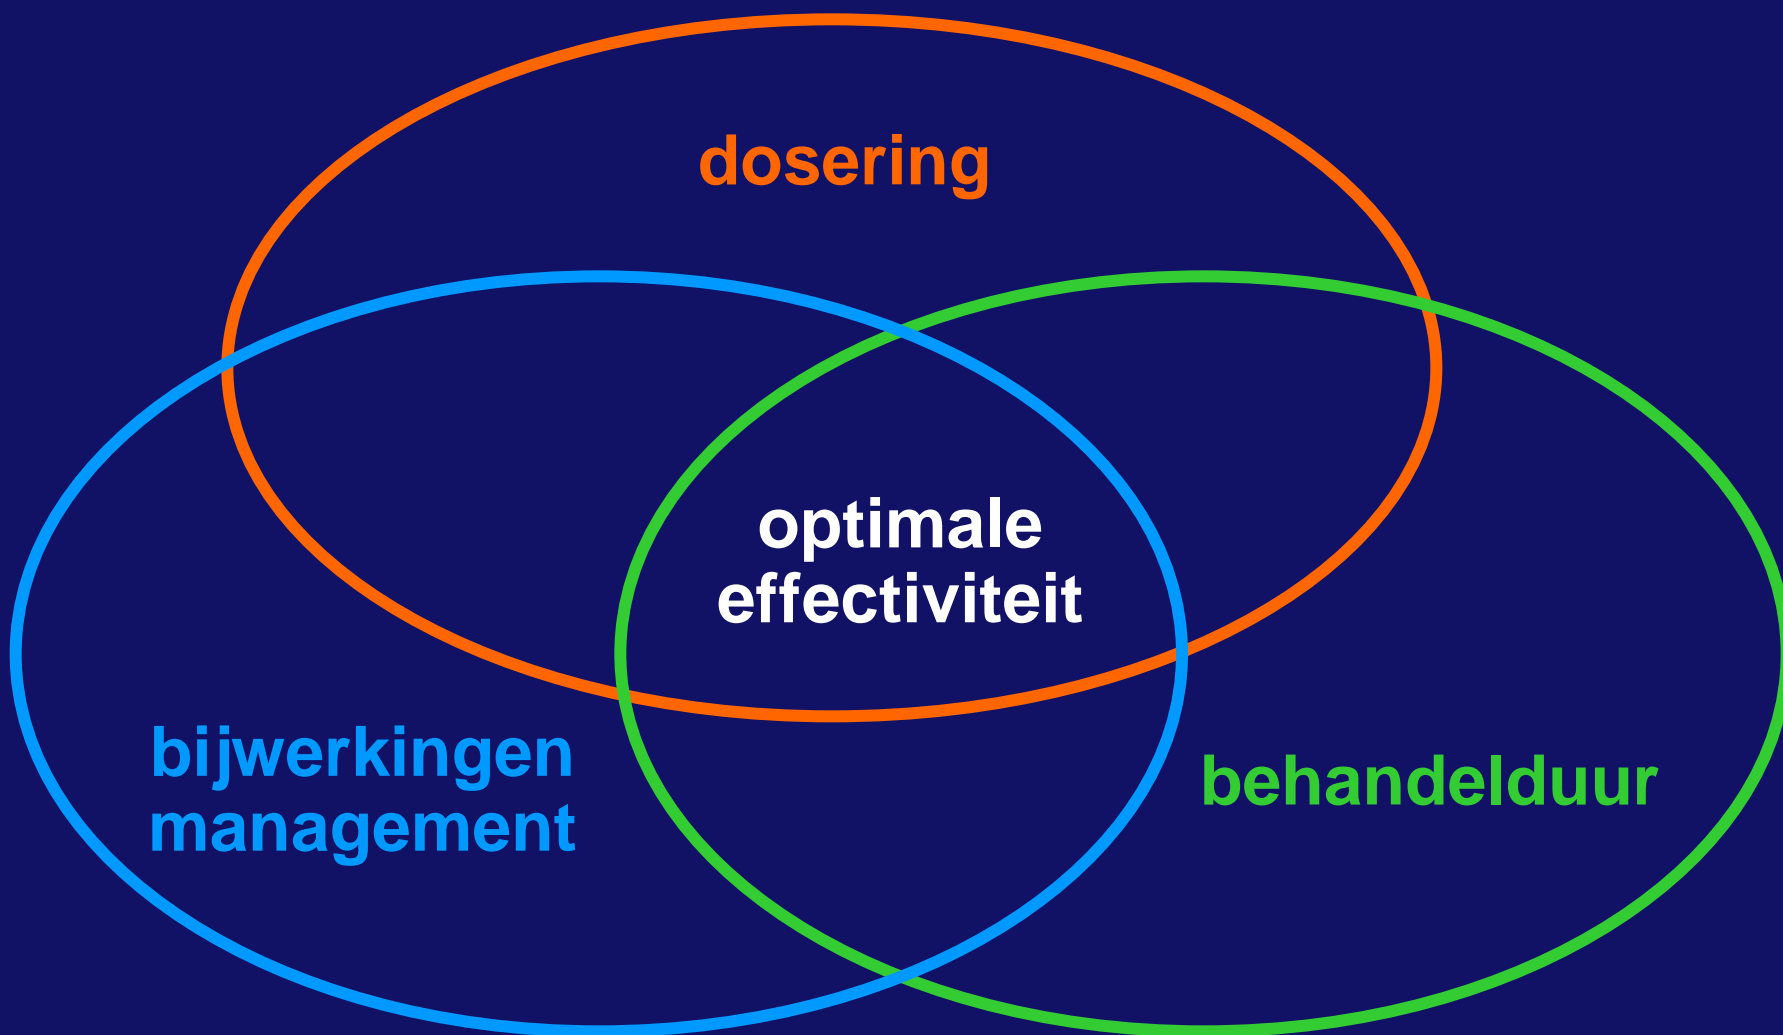 dosering
optimale
effectiviteit
bijwerkingen
management
behandelduur